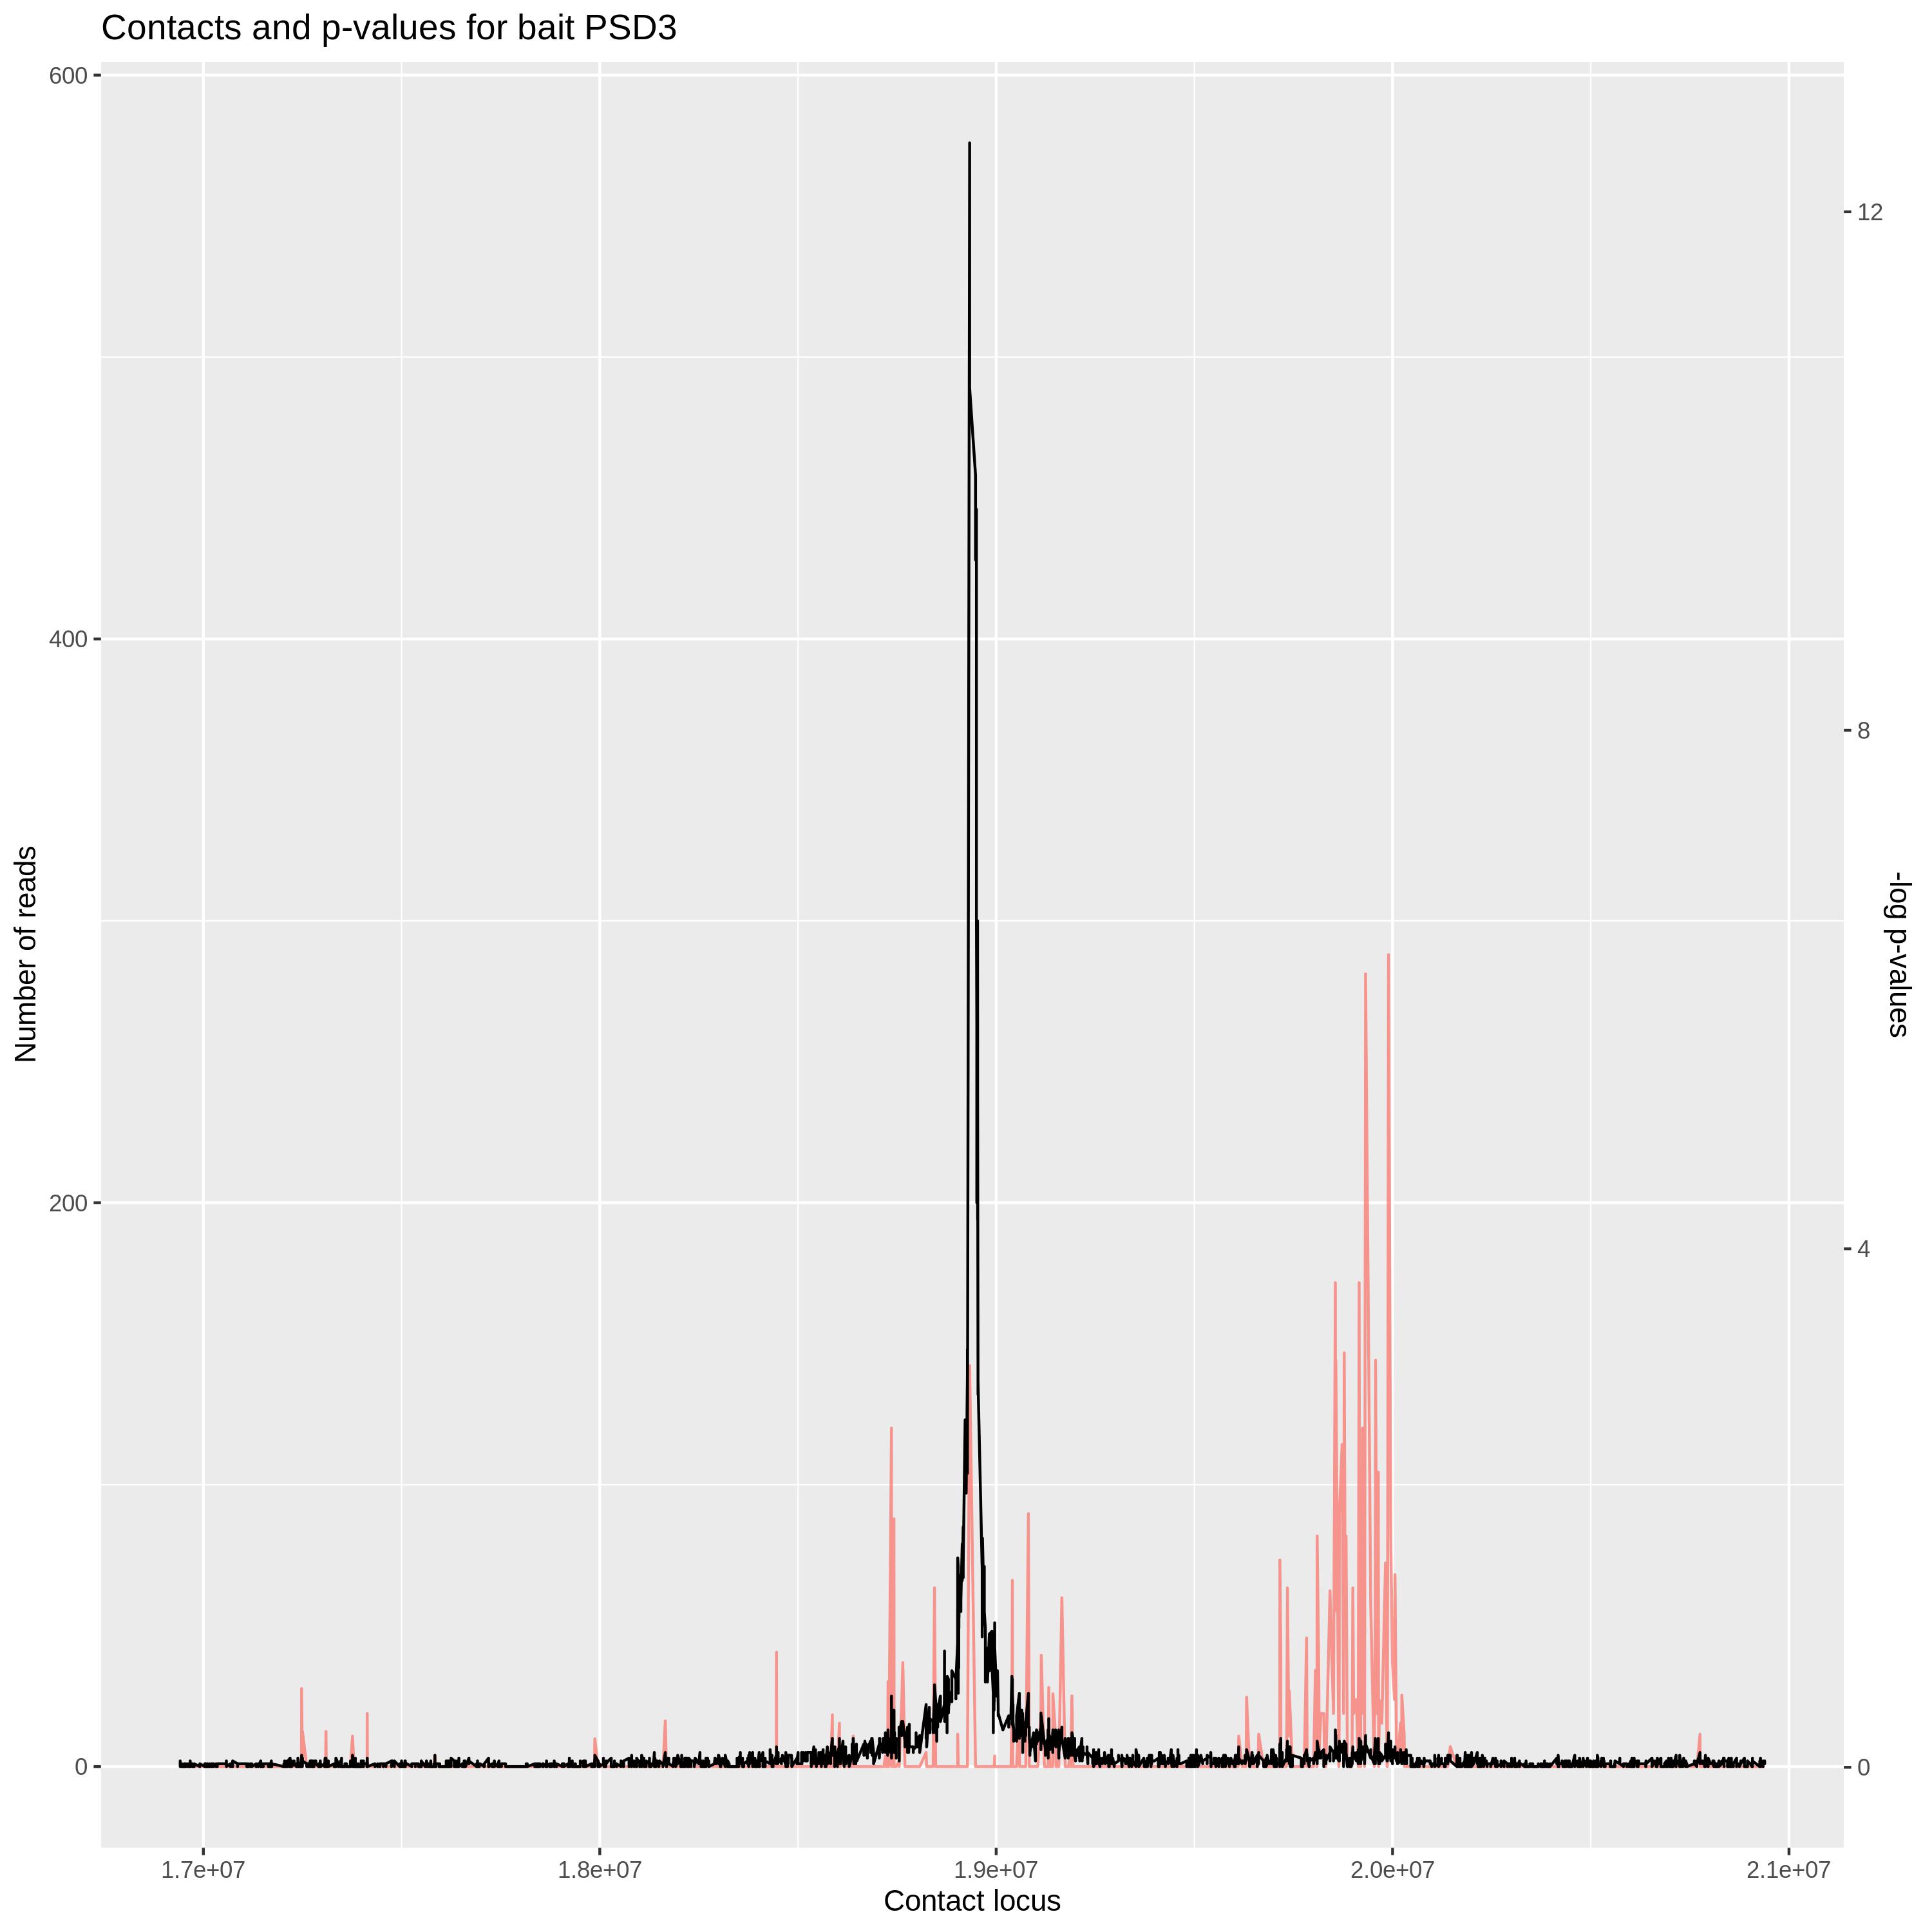 Contacts and p-values for bait PSD3
600
400
200
0
Number of reads
12
8
4
0
-log p-values
1.7e+07 1.8e+07 1.9e+07 2.0e+07 2.1e+07
Contact locus